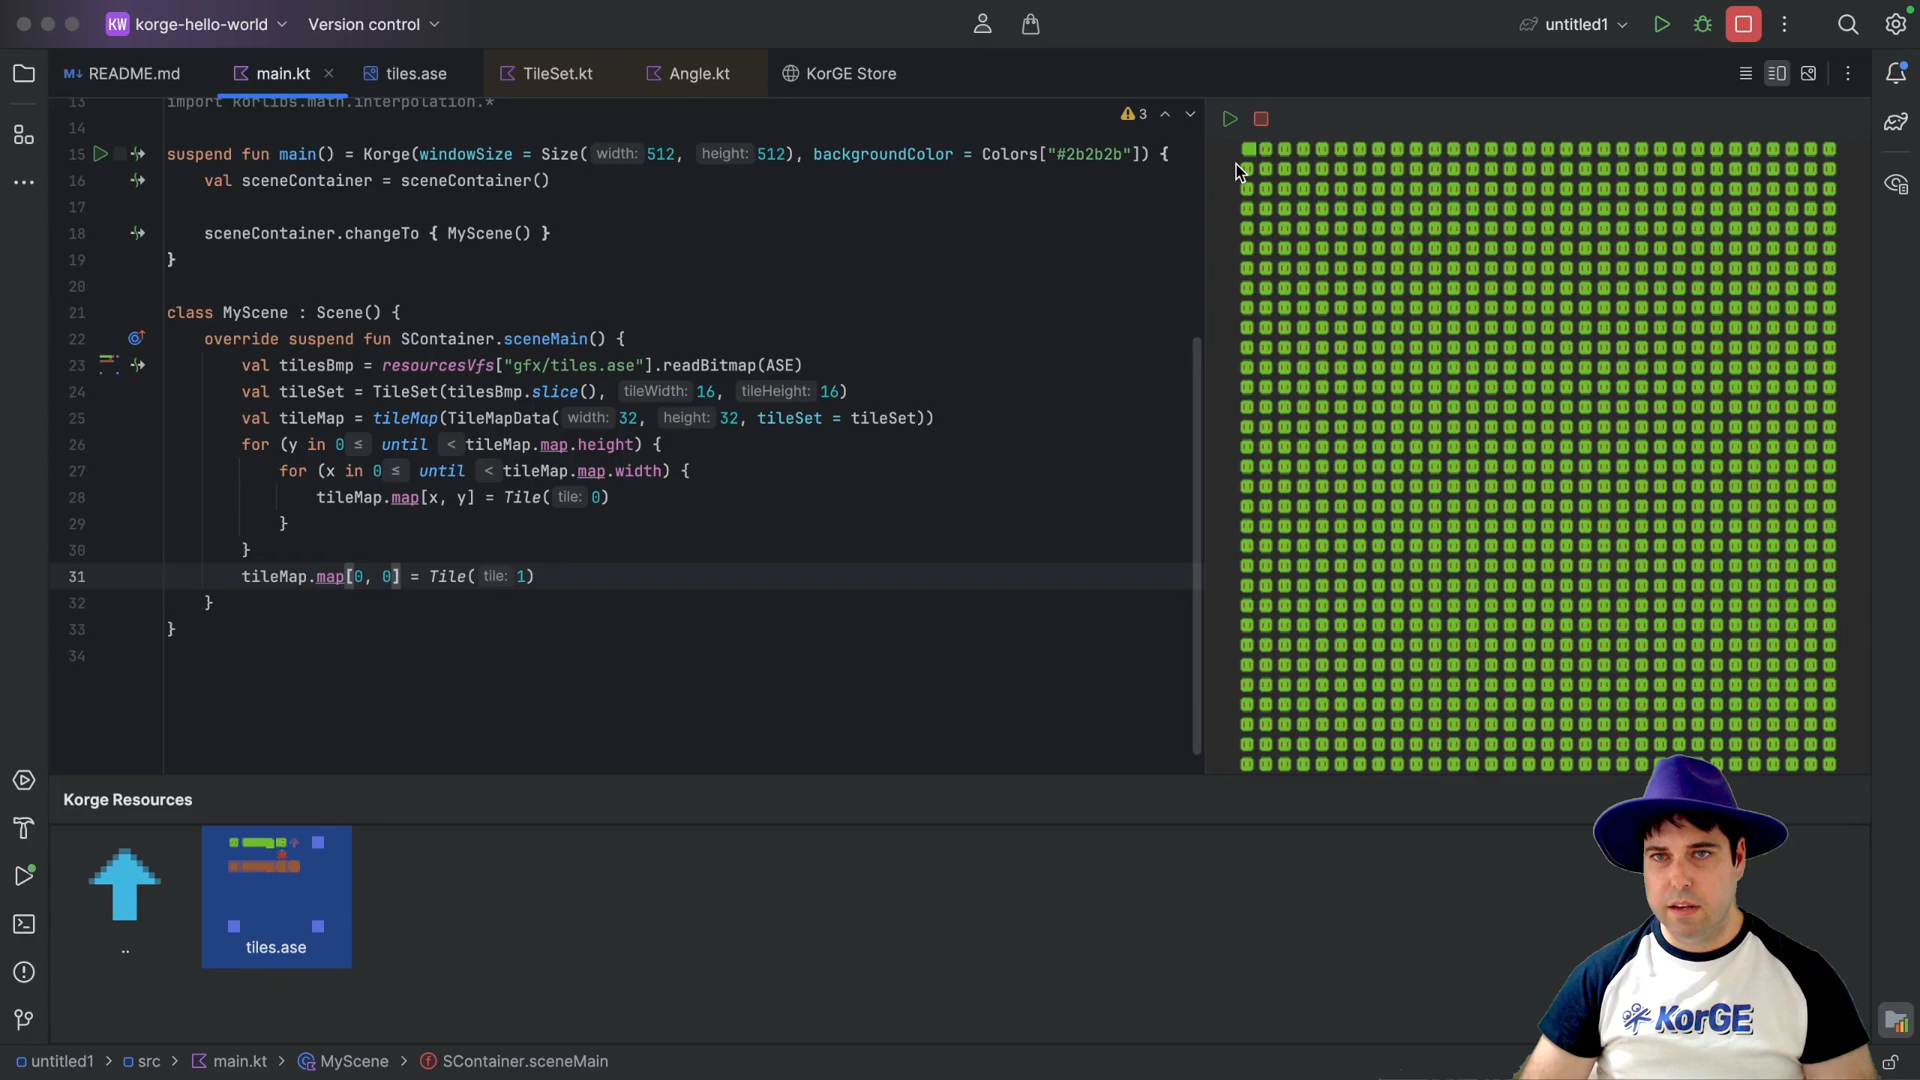 KW korge-hello-world Version control untitled1
M↓ README.md main.kt tiles.ase TileSet.kt Angle.kt KorGE Store
13 import korlibs.math.interpolation.* 3
14
15 suspend fun main() = Korge(windowSize = Size( width: 512, height: 512), backgroundColor = Colors["#2b2b2b"]) {
16 val sceneContainer = sceneContainer()
17
18 sceneContainer.changeTo { MyScene() }
19 }
20
21 class MyScene : Scene() {
22 override suspend fun SContainer.sceneMain() {
23 val tilesBmp = resourcesVfs["gfx/tiles.ase"].readBitmap(ASE)
24 val tileSet = TileSet(tilesBmp.slice(), tileWidth: 16, tileHeight: 16)
25 val tileMap = tileMap(TileMapData( width: 32, height: 32, tileSet = tileSet))
26 for (y in 0 ≤ until < tileMap.map.height) {
27 for (x in 0 ≤ until < tileMap.map.width) {
28 tileMap.map[x, y] = Tile( tile: 0)
29 }
30 }
31 tileMap.map[0, 0] = Tile( tile: 1)
32 }
33 }
34
Korge Resources
..
tiles.ase
KorGE
untitled1 > src > main.kt > MyScene > SContainer.sceneMain